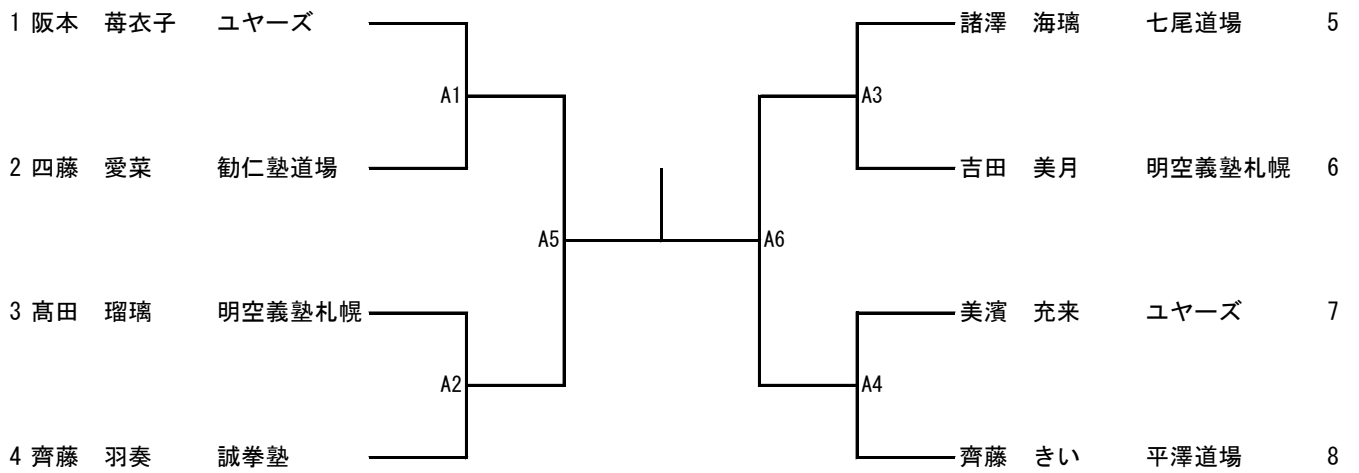 1 阪本 苺衣子 ユヤーズ
A1
2 四藤 愛菜 勧仁塾道場
A5
3 髙田 瑠璃 明空義塾札幌
A2
4 齊藤 羽奏 誠拳塾
諸澤 海璃 七尾道場 5
A3
吉田 美月 明空義塾札幌 6
A6
美濱 充来 ユヤーズ 7
A4
齊藤 きい 平澤道場 8